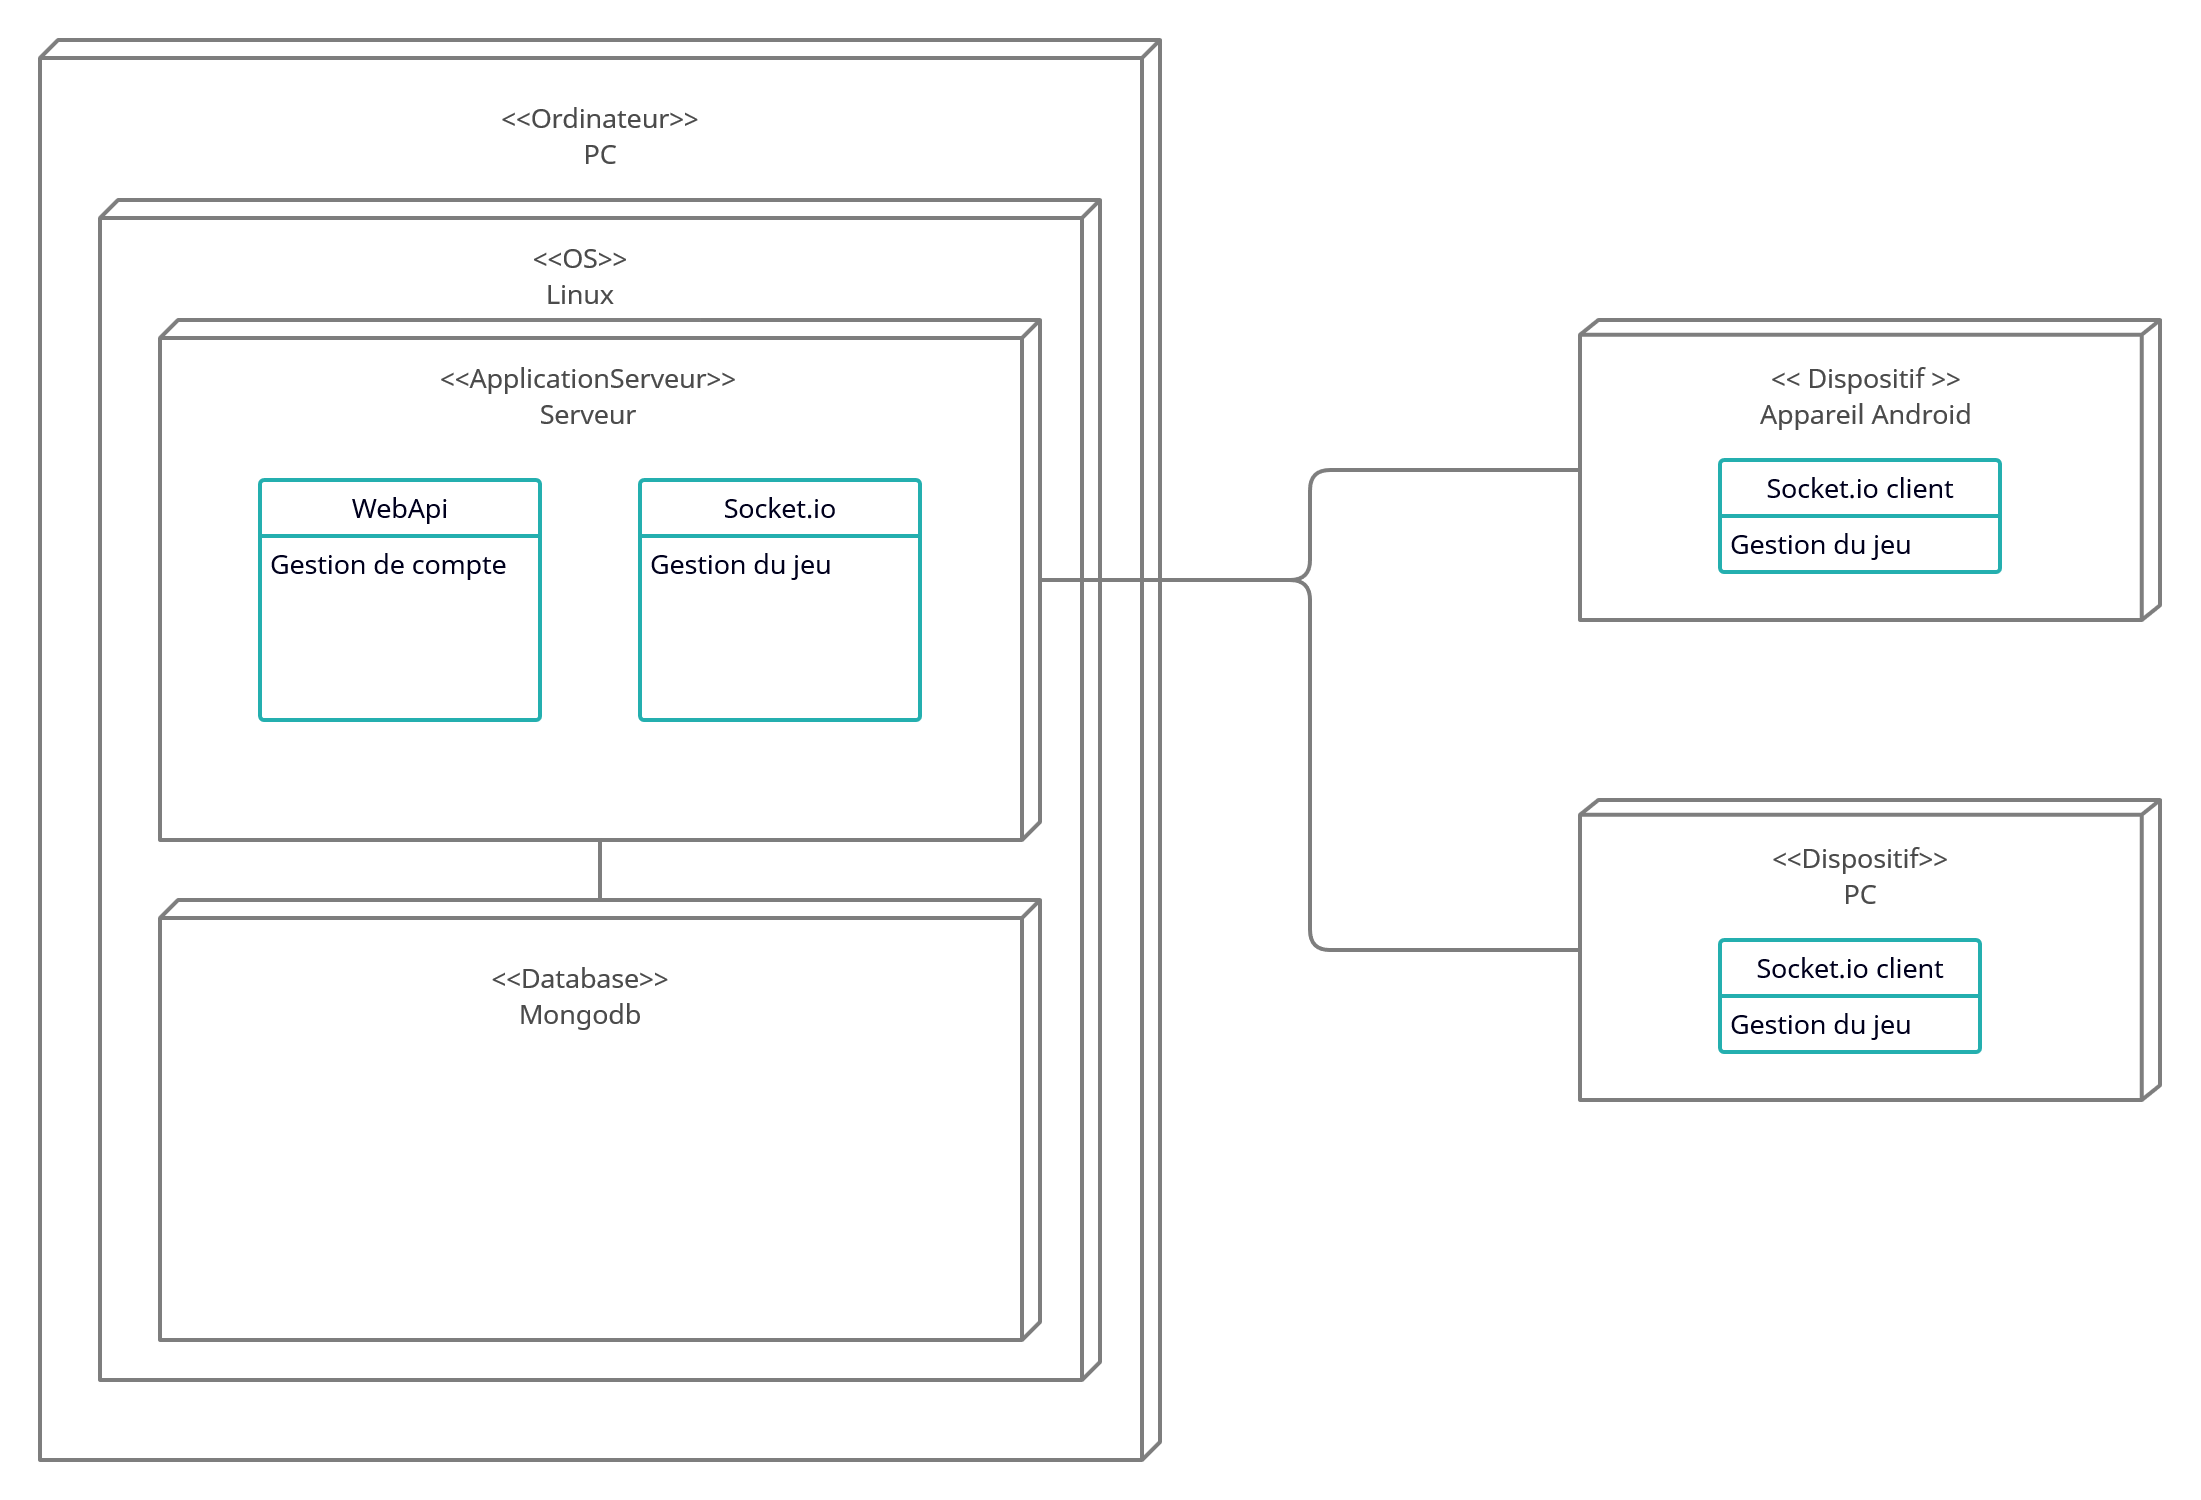 <<Ordinateur>>
PC
<<OS>>
Linux
<<ApplicationServeur>>
Serveur
WebApi
Gestion de compte
Socket.io
Gestion du jeu
<<Database>>
Mongodb
<< Dispositif >>
Appareil Android
Socket.io client
Gestion du jeu
<<Dispositif>>
PC
Socket.io client
Gestion du jeu